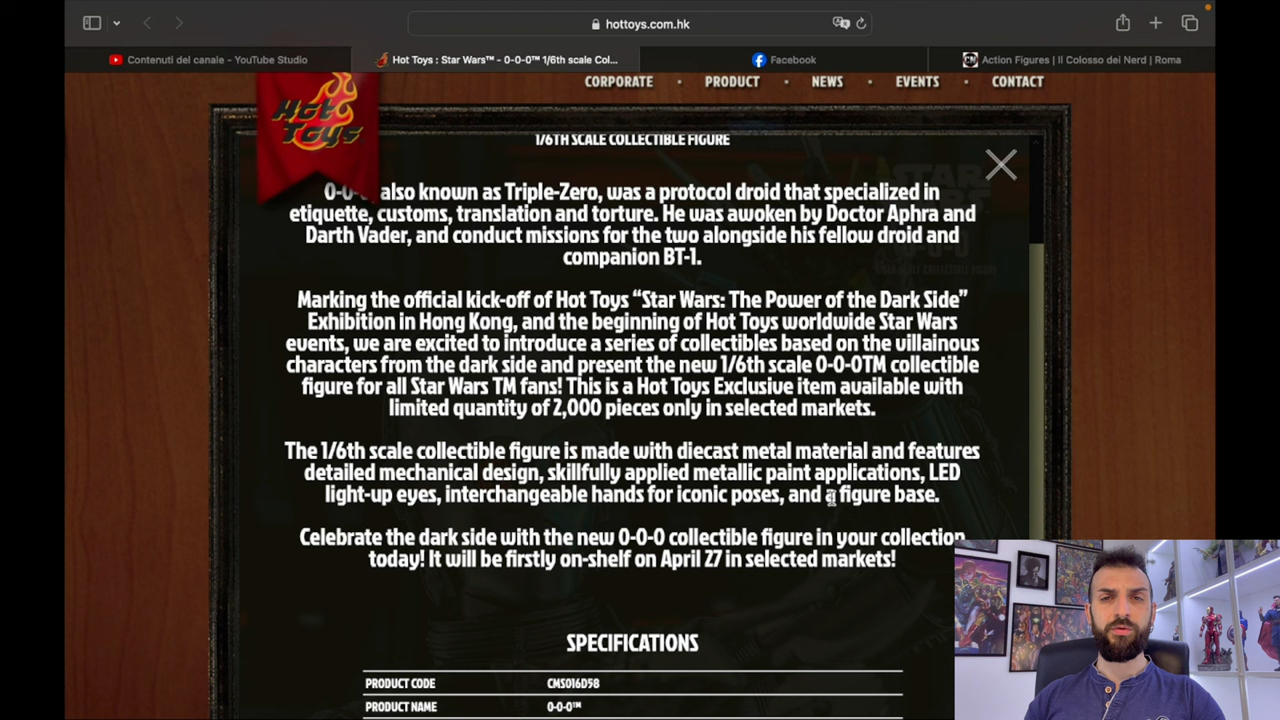 hottoys.com.hk
Contenuti del canale - YouTube Studio
Hot Toys : Star Wars™ - 0-0-0™ 1/6th scale Col...
Facebook
Action Figures | Il Colosso dei Nerd | Roma
CORPORATE • PRODUCT • NEWS • EVENTS • CONTACT
HOT TOYS
1/6TH SCALE COLLECTIBLE FIGURE
0-0- also known as Triple-Zero, was a protocol droid that specialized in
etiquette, customs, translation and torture. He was awoken by Doctor Aphra and
Darth Vader, and conduct missions for the two alongside his fellow droid and
companion BT-1.
Marking the official kick-off of Hot Toys “Star Wars: The Power of the Dark Side”
Exhibition in Hong Kong, and the beginning of Hot Toys worldwide Star Wars
events, we are excited to introduce a series of collectibles based on the villainous
characters from the dark side and present the new 1/6th scale 0-0-0TM collectible
figure for all Star Wars TM fans! This is a Hot Toys Exclusive item available with
limited quantity of 2,000 pieces only in selected markets.
The 1/6th scale collectible figure is made with diecast metal material and features
detailed mechanical design, skillfully applied metallic paint applications, LED
light-up eyes, interchangeable hands for iconic poses, and a figure base.
Celebrate the dark side with the new 0-0-0 collectible figure in your collection
today! It will be firstly on-shelf on April 27 in selected markets!
SPECIFICATIONS
PRODUCT CODE CMS016D58
PRODUCT NAME 0-0-0™